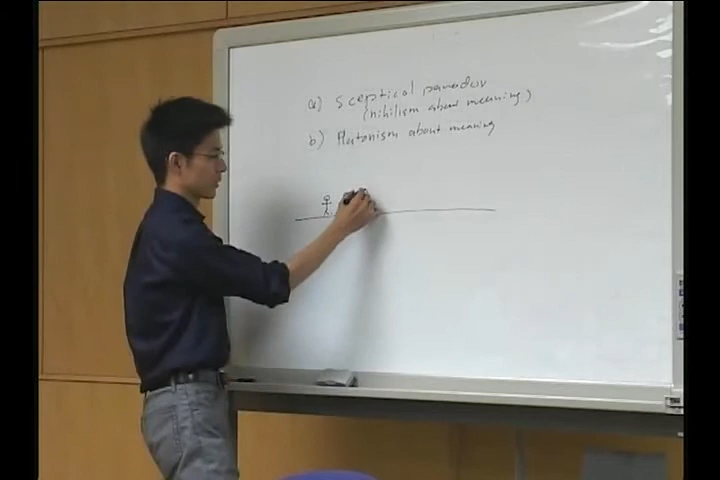 a) Sceptical paradox
(nihilism about meaning)
b) Platonism about meaning